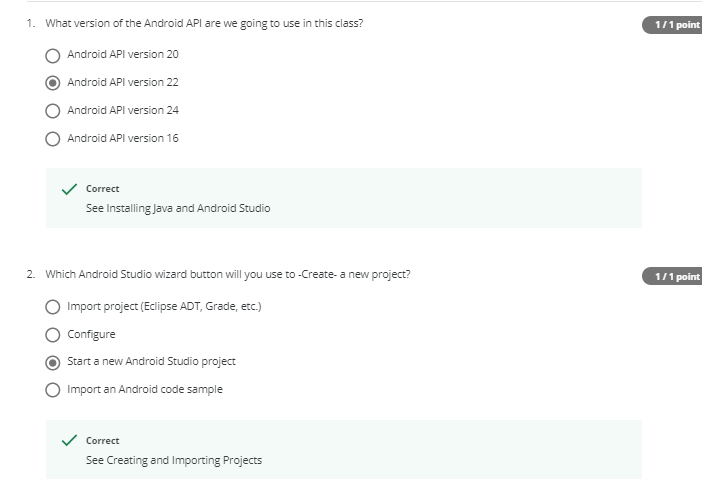 1. What version of the Android API are we going to use in this class?
1 / 1 point
Android API version 20
Android API version 22
Android API version 24
Android API version 16
Correct
See Installing Java and Android Studio
2. Which Android Studio wizard button will you use to -Create- a new project?
1 / 1 point
Import project (Eclipse ADT, Grade, etc.)
Configure
Start a new Android Studio project
Import an Android code sample
Correct
See Creating and Importing Projects